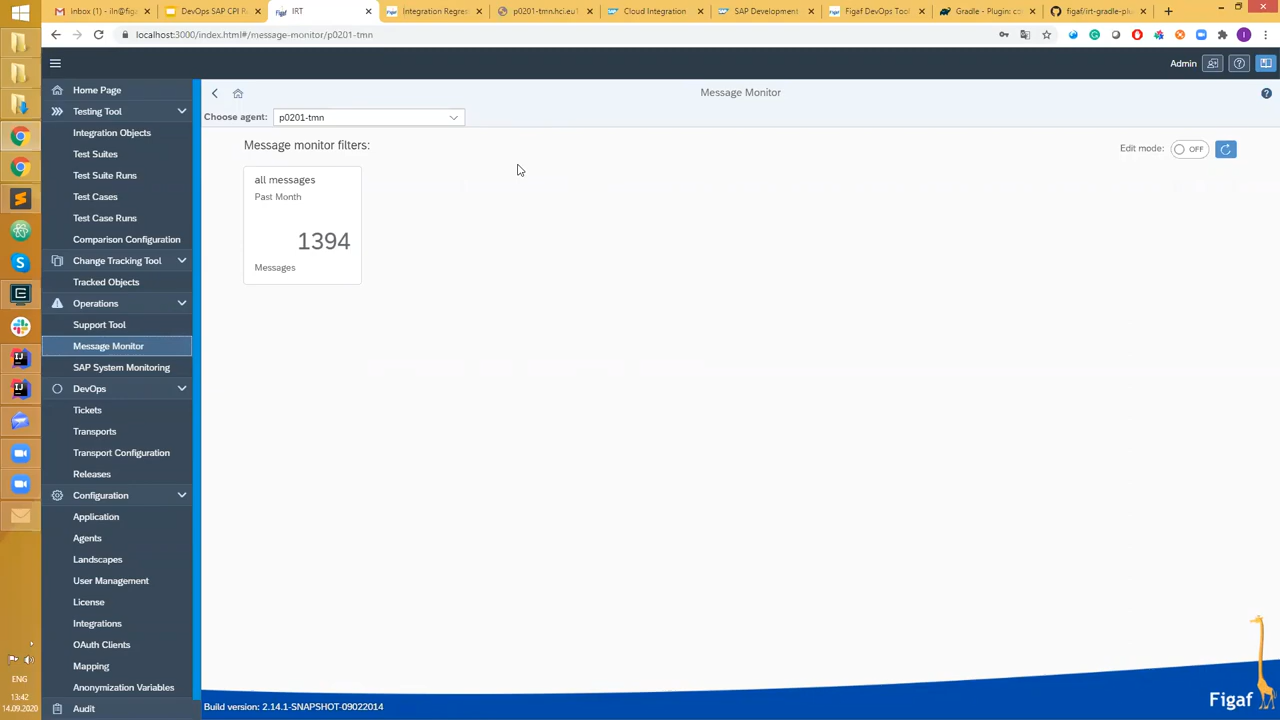 Inbox (1) - iln@figa
DevOps SAP CPI P
IRT
Integration Regre
p0201-tmn.hci.eu1
Cloud Integration
SAP Development
Figaf DevOps Tool
Gradle - Plugin: co
figaf/irt-gradle-plu
localhost:3000/index.html#/message-monitor/p0201-tmn
Admin
Home Page
Message Monitor
Testing Tool
Choose agent:
p0201-tmn
Integration Objects
Message monitor filters:
Edit mode:
OFF
Test Suites
all messages
Past Month
1394
Messages
Test Suite Runs
Test Cases
Test Case Runs
Comparison Configuration
Change Tracking Tool
Tracked Objects
Operations
Support Tool
Message Monitor
SAP System Monitoring
DevOps
Tickets
Transports
Transport Configuration
Releases
Configuration
Application
Agents
Landscapes
User Management
License
Integrations
OAuth Clients
Mapping
Anonymization Variables
Audit
ENG
13:42
14.09.2020
Build version: 2.14.1-SNAPSHOT-09022014
Figaf